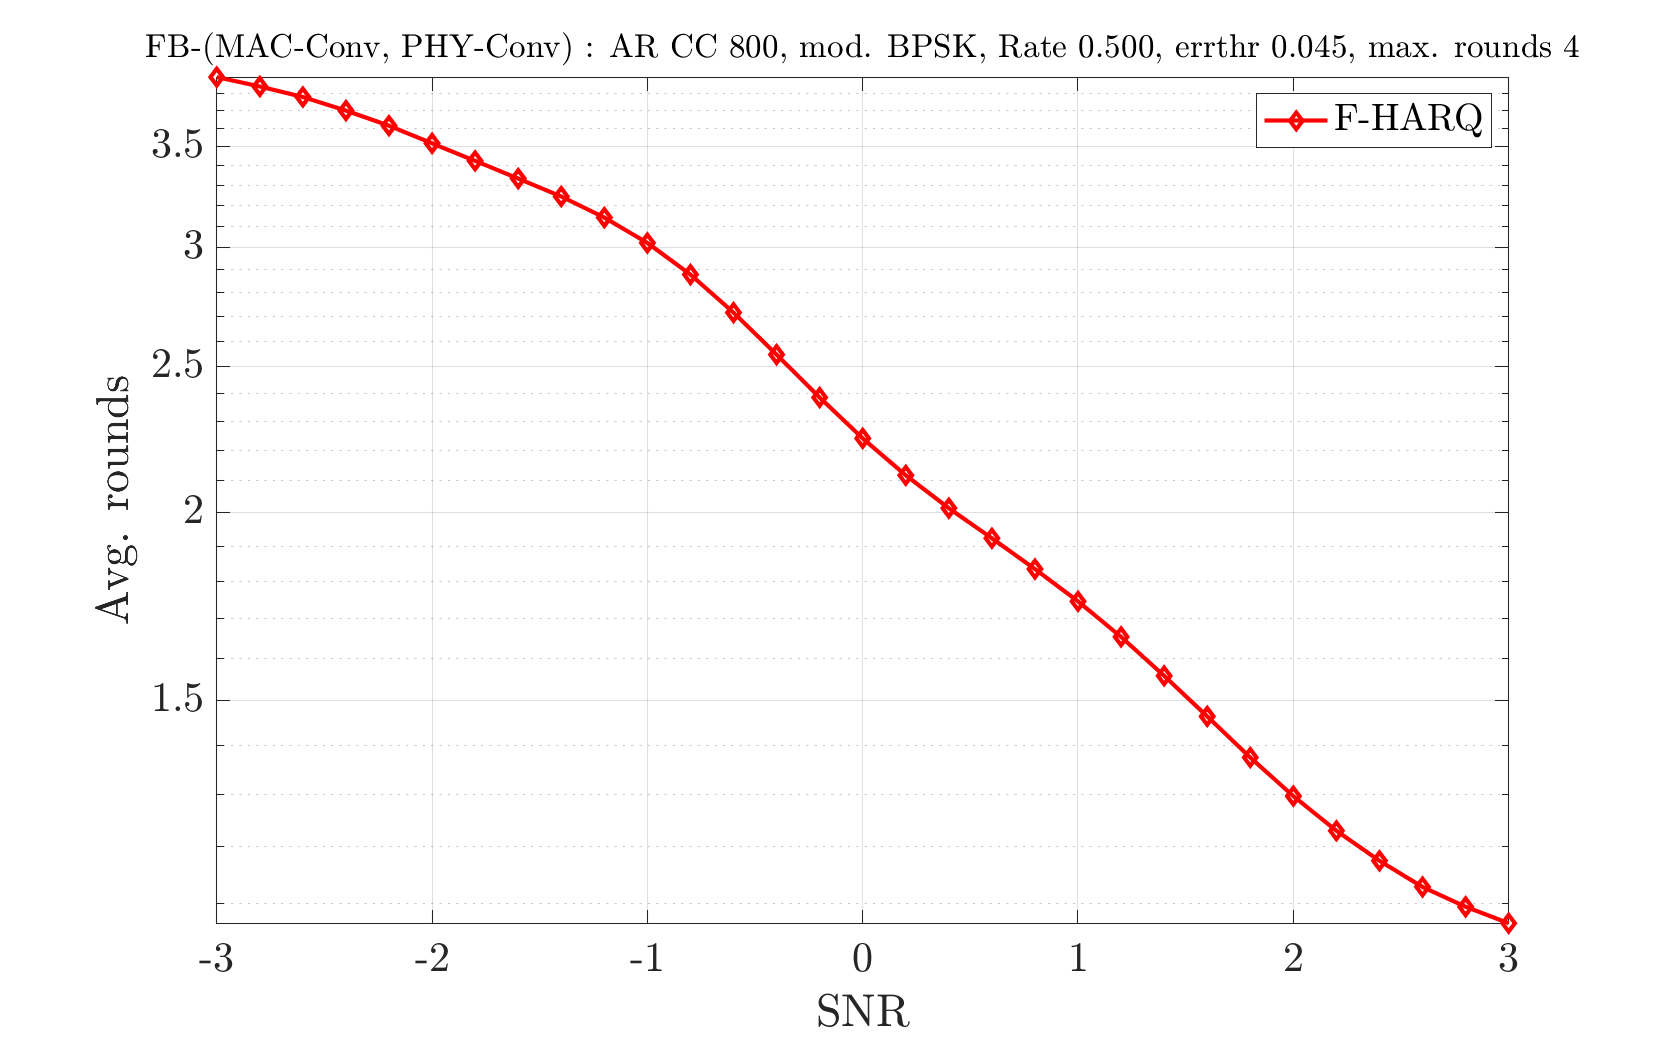 FB-(MAC-Conv, PHY-Conv) : AR CC 800, mod. BPSK, Rate 0.500, errthr 0.045, max. rounds 4
F-HARQ
3.5
3
2.5
2
1.5
Avg. rounds
-3 -2 -1 0 1 2 3
SNR